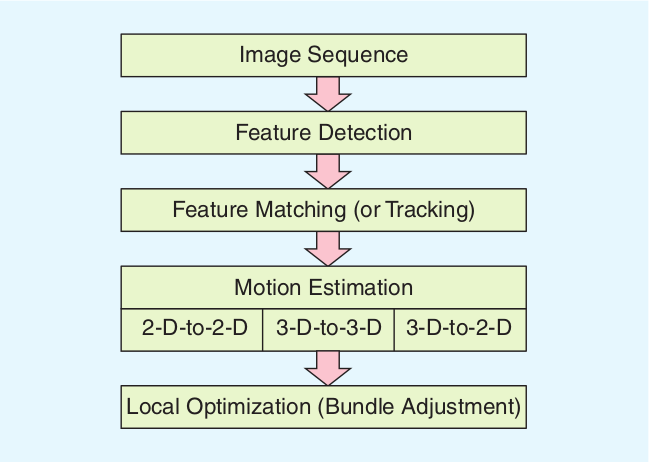 Image Sequence
Feature Detection
Feature Matching (or Tracking)
Motion Estimation
2-D-to-2-D 3-D-to-3-D 3-D-to-2-D
Local Optimization (Bundle Adjustment)